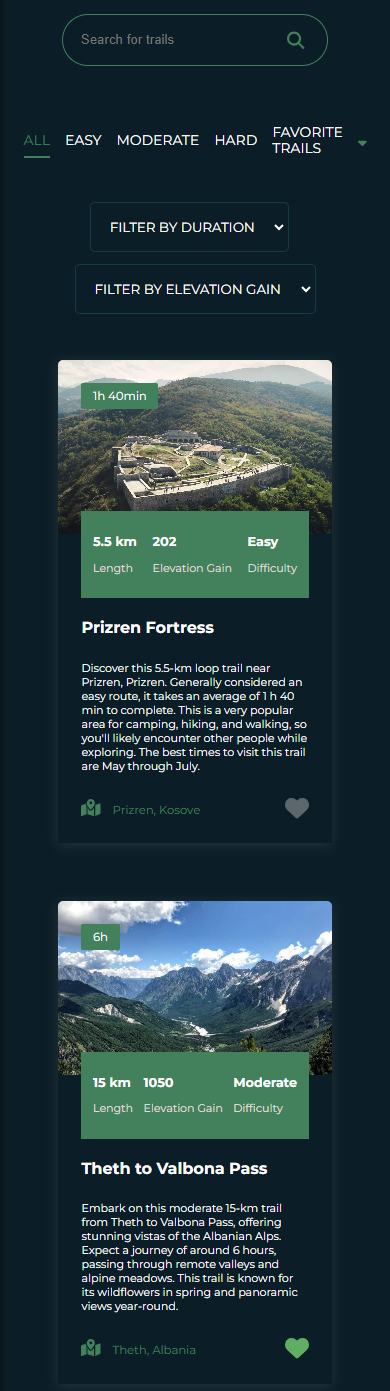 Search for trails
ALL EASY MODERATE HARD FAVORITE TRAILS
FILTER BY DURATION
FILTER BY ELEVATION GAIN
1h 40min
5.5 km 202 Easy
Length Elevation Gain Difficulty
Prizren Fortress
Discover this 5.5-km loop trail near
Prizren, Prizren. Generally considered an
easy route, it takes an average of 1 h 40
min to complete. This is a very popular
area for camping, hiking, and walking, so
you'll likely encounter other people while
exploring. The best times to visit this trail
are May through July.
Prizren, Kosove
6h
15 km 1050 Moderate
Length Elevation Gain Difficulty
Theth to Valbona Pass
Embark on this moderate 15-km trail
from Theth to Valbona Pass, offering
stunning vistas of the Albanian Alps.
Expect a journey of around 6 hours,
passing through remote valleys and
alpine meadows. This trail is known for
its wildflowers in spring and panoramic
views year-round.
Theth, Albania